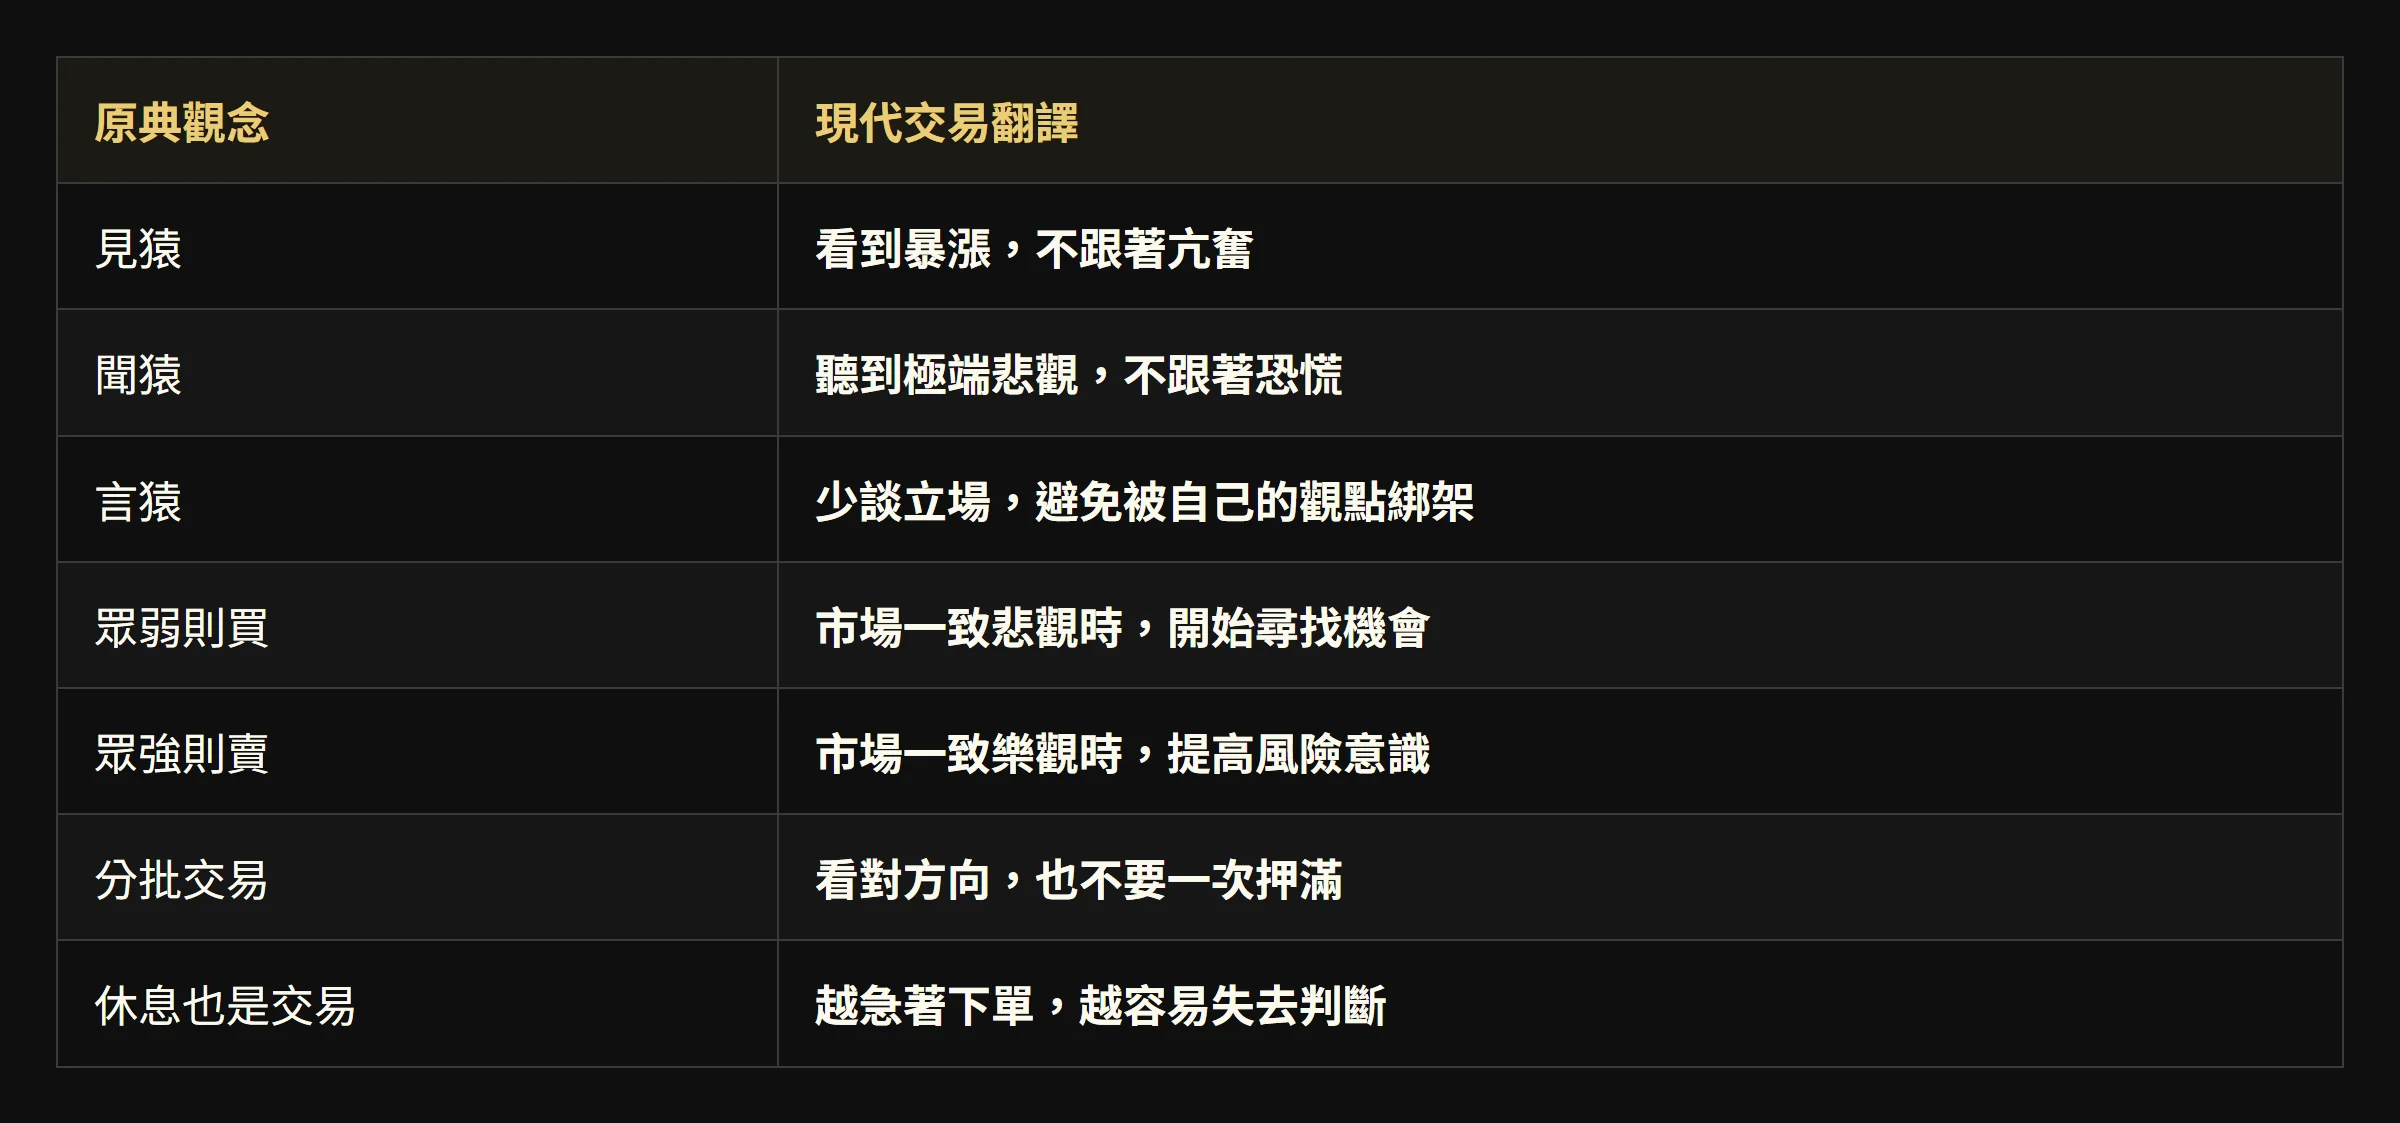 原典觀念 現代交易翻譯
見猿 看到暴漲，不跟著亢奮
聞猿 聽到極端悲觀，不跟著恐慌
言猿 少談立場，避免被自己的觀點綁架
眾弱則買 市場一致悲觀時，開始尋找機會
眾強則賣 市場一致樂觀時，提高風險意識
分批交易 看對方向，也不要一次押滿
休息也是交易 越急著下單，越容易失去判斷